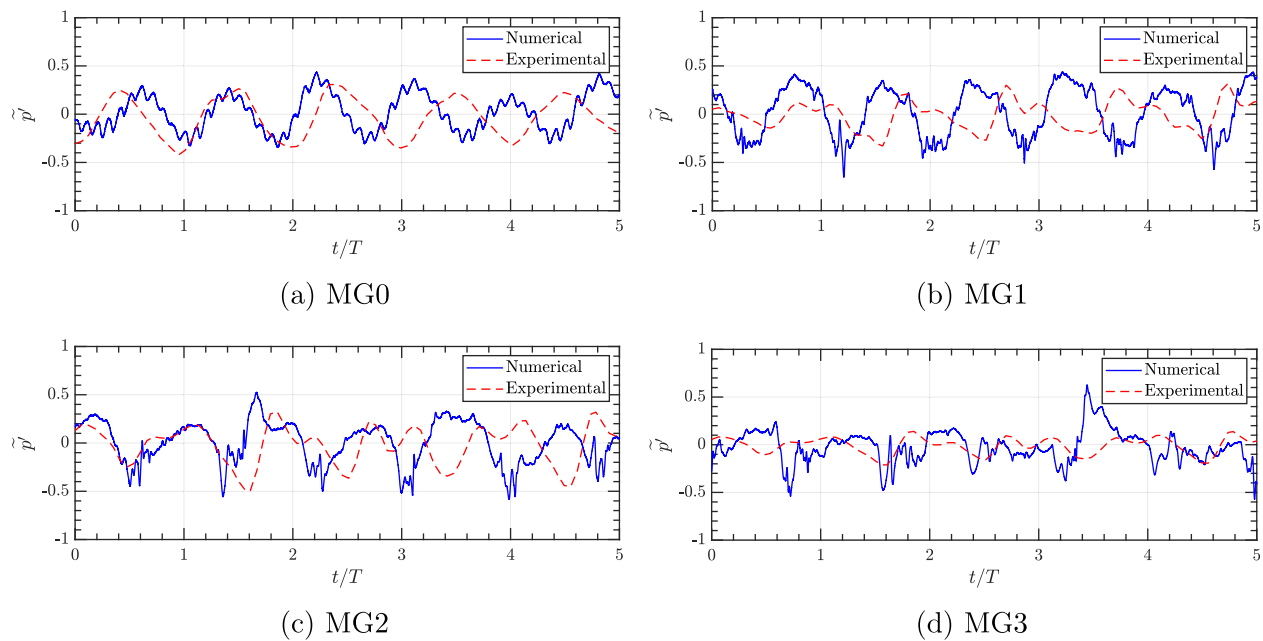 1
0.5
0
-0.5
-1
p̃′
Numerical
Experimental
0 1 2 3 4 5
t/T
(a) MG0
1
0.5
0
-0.5
-1
p̃′
Numerical
Experimental
0 1 2 3 4 5
t/T
(b) MG1
1
0.5
0
-0.5
-1
p̃′
Numerical
Experimental
0 1 2 3 4 5
t/T
(c) MG2
1
0.5
0
-0.5
-1
p̃′
Numerical
Experimental
0 1 2 3 4 5
t/T
(d) MG3